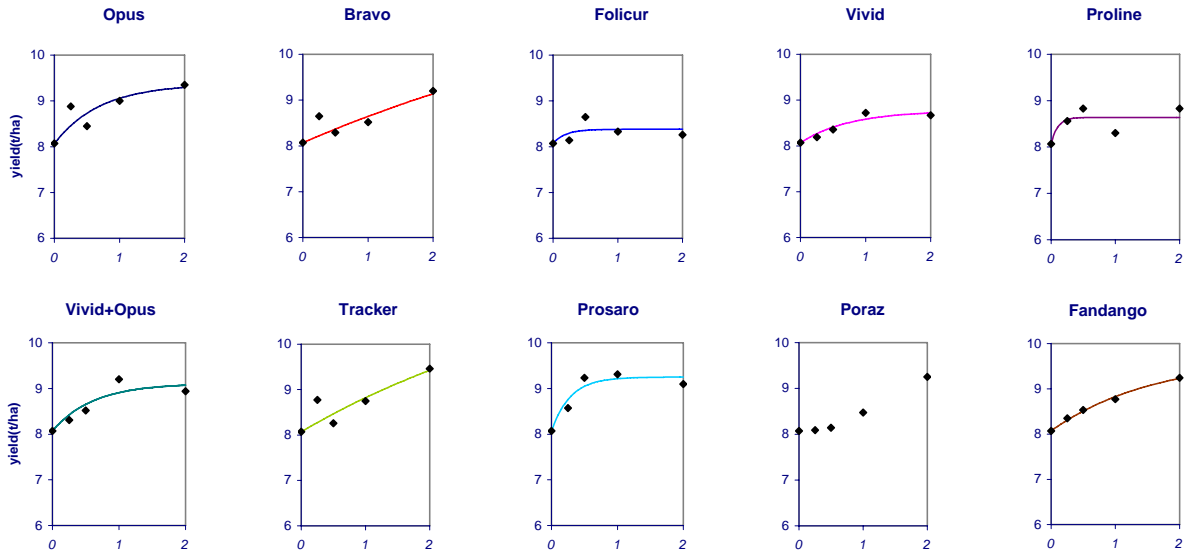 Opus Bravo Folicur Vivid Proline
10 10 10 10 10
9 9 9 9 9
8 8 8 8 8
yield(t/ha)
7 7 7 7 7
6 6 6 6 6
0 1 2 0 1 2 0 1 2 0 1 2 0 1 2
Vivid+Opus Tracker Prosaro Poraz Fandango
10 10 10 10 10
9 9 9 9 9
8 8 8 8 8
yield(t/ha)
7 7 7 7 7
6 6 6 6 6
0 1 2 0 1 2 0 1 2 0 1 2 0 1 2